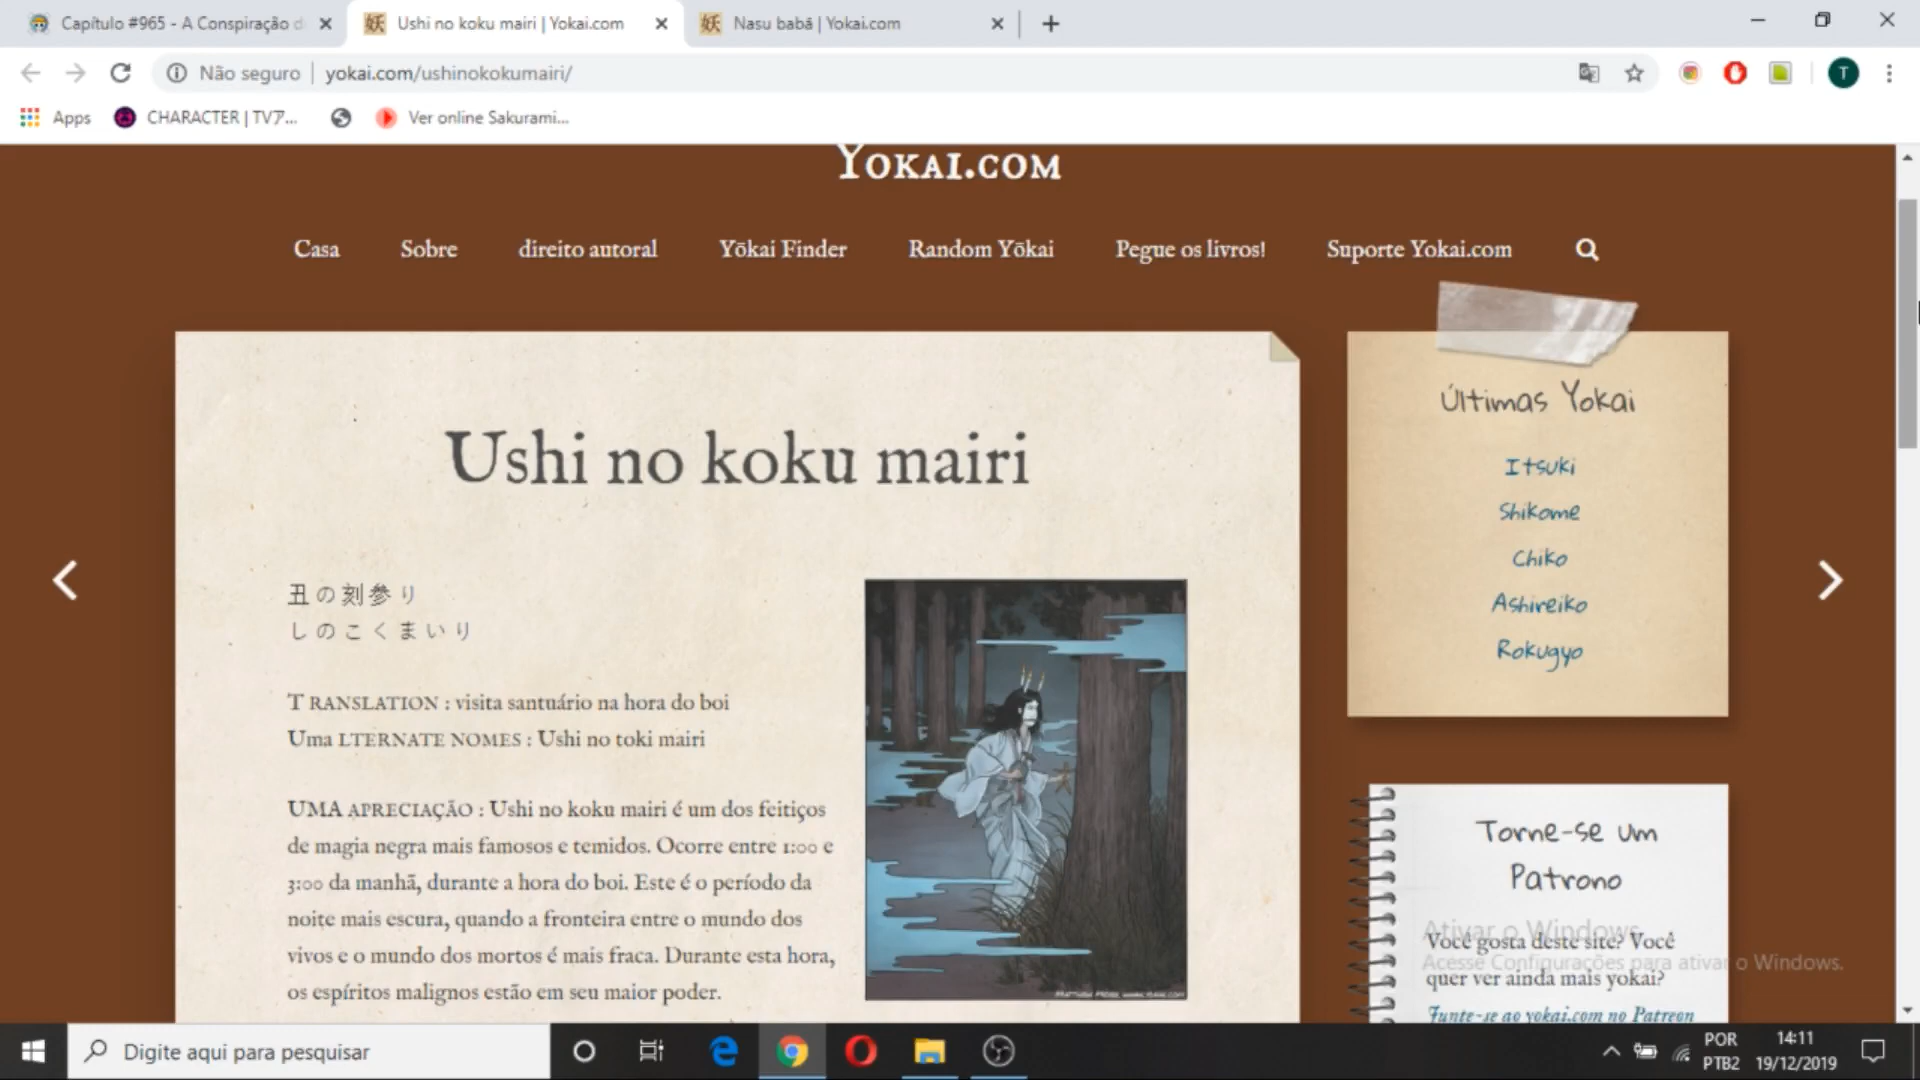 Capítulo #965 - A Conspiração d
Ushi no koku mairi | Yokai.com
Nasu babā | Yokai.com
Não seguro
yokai.com/ushinokokumairi/
T
Apps
CHARACTER | TVア...
Ver online Sakurami...
YOKAI.COM
Casa
Sobre
direito autoral
Yōkai Finder
Random Yōkai
Pegue os livros!
Suporte Yokai.com
Ushi no koku mairi
丑の刻参り
しのこくまいり
T RANSLATION : visita santuário na hora do boi
Uma LTERNATE NOMES : Ushi no toki mairi
UMA APRECIAÇÃO : Ushi no koku mairi é um dos feitiços
de magia negra mais famosos e temidos. Ocorre entre 1:00 e
3:00 da manhã, durante a hora do boi. Este é o período da
noite mais escura, quando a fronteira entre o mundo dos
vivos e o mundo dos mortos é mais fraca. Durante esta hora,
os espíritos malignos estão em seu maior poder.
Últimas Yokai
Itsuki
Shikome
Chiko
Ashireiko
Rokugyo
Torne-se um
Patrono
Você gosta deste site? Você
quer ver ainda mais yokai?
Junte-se ao yokai.com no Patreon
Ativar o Windows
Acesse Configurações para ativar o Windows.
Digite aqui para pesquisar
POR
PTB2
14:11
19/12/2019